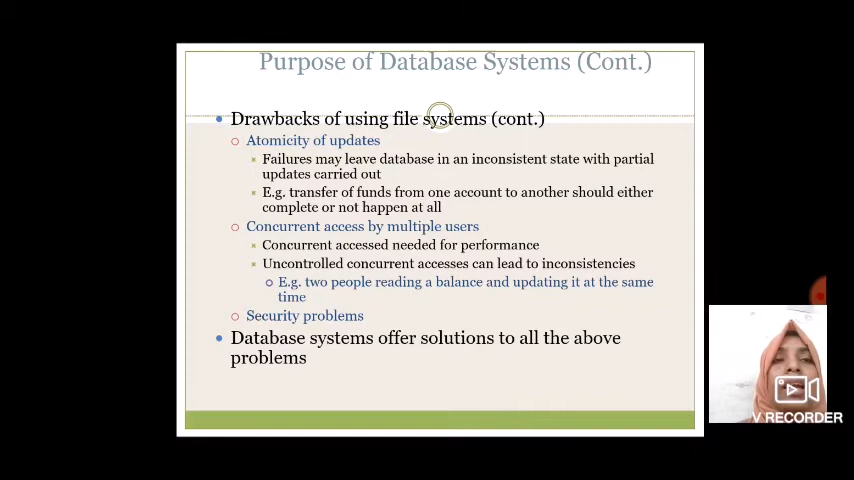 Purpose of Database Systems (Cont.)
Drawbacks of using file systems (cont.)
Atomicity of updates
Failures may leave database in an inconsistent state with partial
updates carried out
E.g. transfer of funds from one account to another should either
complete or not happen at all
Concurrent access by multiple users
Concurrent accessed needed for performance
Uncontrolled concurrent accesses can lead to inconsistencies
E.g. two people reading a balance and updating it at the same
time
Security problems
Database systems offer solutions to all the above
problems
V RECORDER